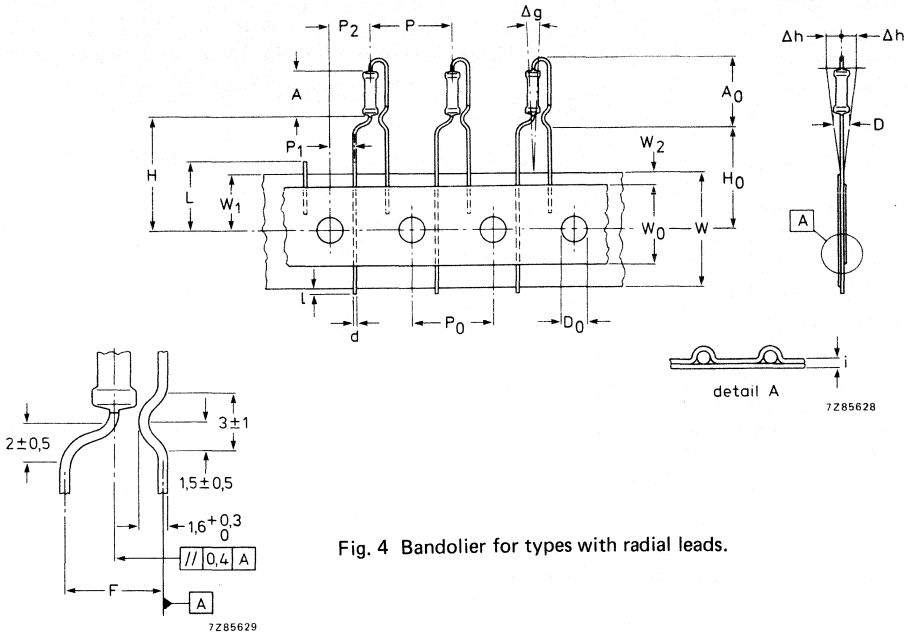 P2
P
Δg
Δh
Δh
A
A0
D
H
P1
W2
H0
L
W1
W0
W
A
l
d
P0
D0
i
detail A
7Z85628
2±0,5
3±1
1,5±0,5
1,6 +0,3
0
// 0,4 A
F
A
7Z85629
Fig. 4 Bandolier for types with radial leads.